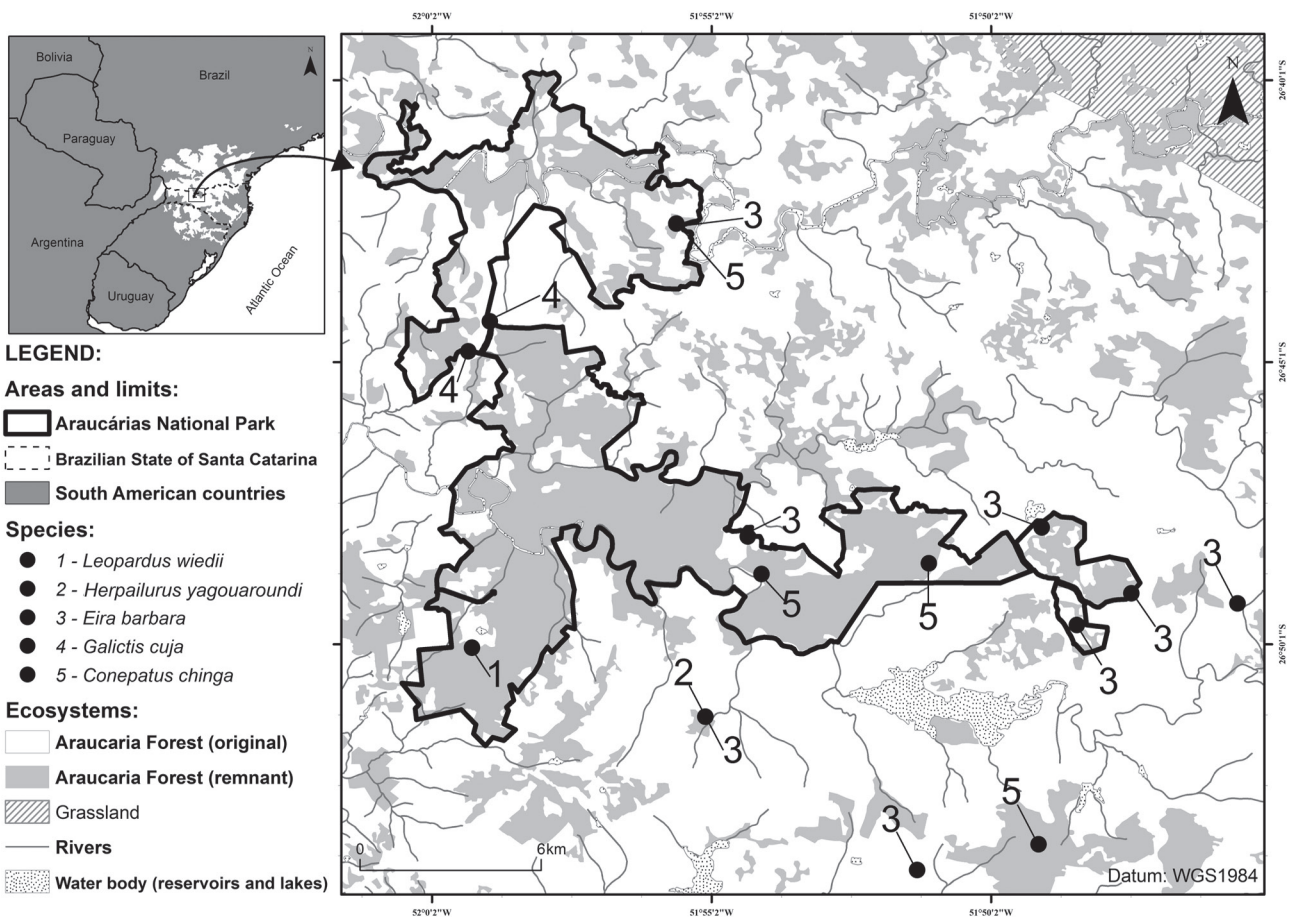 52°0'2"W
51°55'2"W
51°50'2"W
N
Bolivia
Brazil
Paraguay
Argentina
Uruguay
Atlantic Ocean
LEGEND:
Areas and limits:
Araucárias National Park
Brazilian State of Santa Catarina
South American countries
Species:
1 - Leopardus wiedii
2 - Herpailurus yagouaroundi
3 - Eira barbara
4 - Galictis cuja
5 - Conepatus chinga
Ecosystems:
Araucaria Forest (original)
Araucaria Forest (remnant)
Grassland
Rivers
Water body (reservoirs and lakes)
N
26°40'1"S
3
5
4
4
26°45'1"S
3
3
3
5
5
3
3
26°50'1"S
1
2
3
5
3
0
6km
Datum: WGS1984
52°0'2"W
51°55'2"W
51°50'2"W